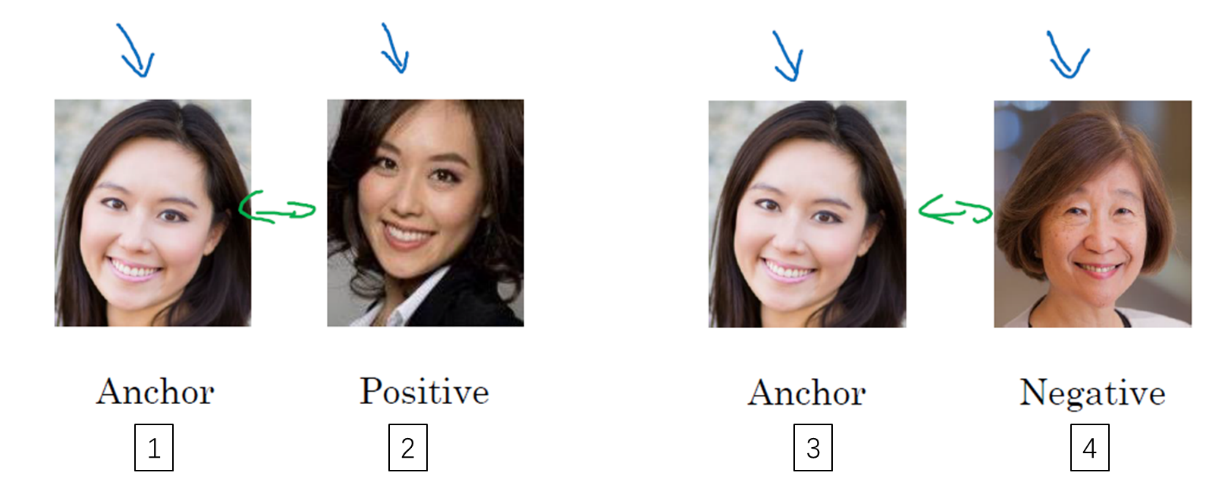 Anchor
Positive
Anchor
Negative
1
2
3
4